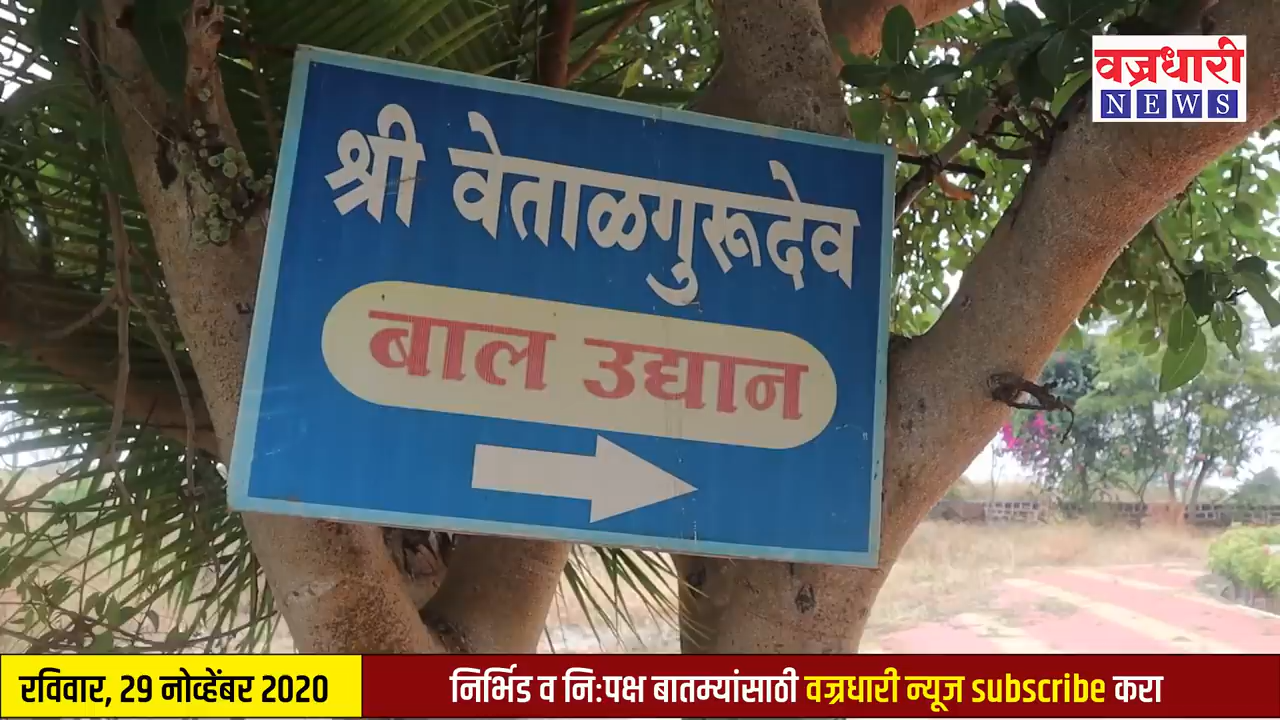 वज्रधारी
NEWS
श्री वेताळगुरूदेव
बाल उद्यान
रविवार, 29 नोव्हेंबर 2020
निर्भिड व निःपक्ष बातम्यांसाठी वज्रधारी न्यूज subscribe करा